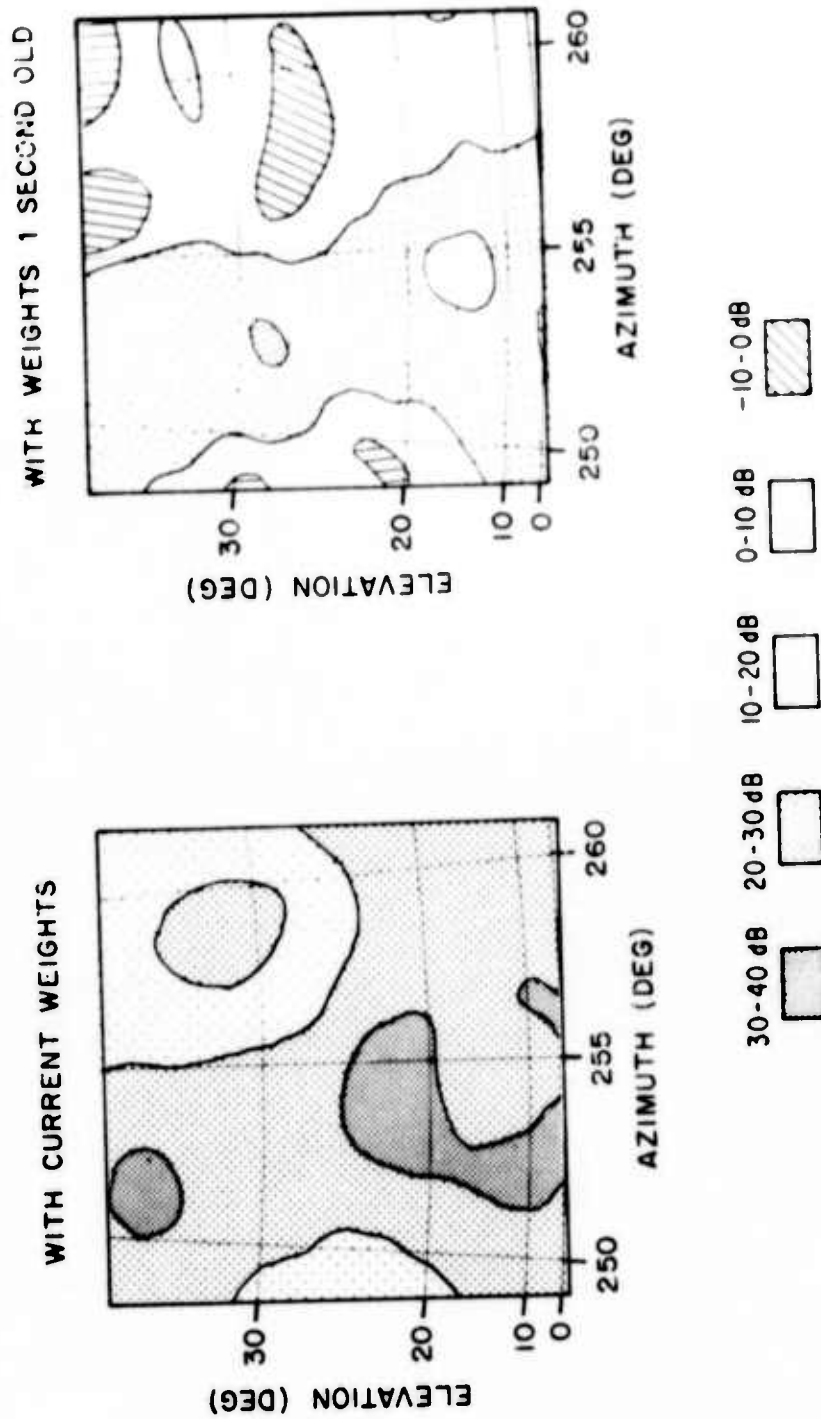 WITH CURRENT WEIGHTS
ELEVATION (DEG)
30
20
10
0
250
255
260
AZIMUTH (DEG)
WITH WEIGHTS 1 SECOND OLD
ELEVATION (DEG)
30
20
10
0
250
255
260
AZIMUTH (DEG)
30-40 dB
20-30 dB
10-20 dB
0-10 dB
-10-0 dB